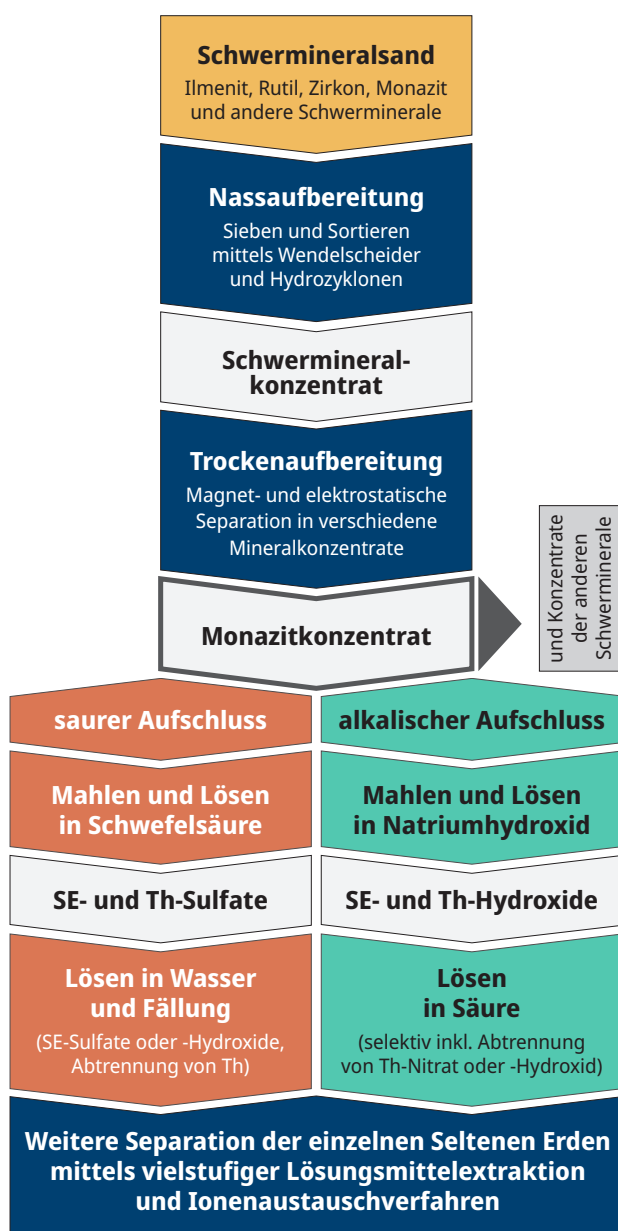 Schwermineralsand
Ilmenit, Rutil, Zirkon, Monazit
und andere Schwerminerale
Nassaufbereitung
Sieben und Sortieren
mittels Wendelscheider
und Hydrozyklonen
Schwermineral-
konzentrat
Trockenaufbereitung
Magnet- und elektrostatische
Separation in verschiedene
Mineralkonzentrate
Monazitkonzentrat
und Konzentrate
der anderen
Schwerminerale
saurer Aufschluss
Mahlen und Lösen
in Schwefelsäure
SE- und Th-Sulfate
Lösen in Wasser
und Fällung
(SE-Sulfate oder -Hydroxide,
Abtrennung von Th)
alkalischer Aufschluss
Mahlen und Lösen
in Natriumhydroxid
SE- und Th-Hydroxide
Lösen
in Säure
(selektiv inkl. Abtrennung
von Th-Nitrat oder -Hydroxid)
Weitere Separation der einzelnen Seltenen Erden
mittels vielstufiger Lösungsmittelextraktion
und Ionenaustauschverfahren